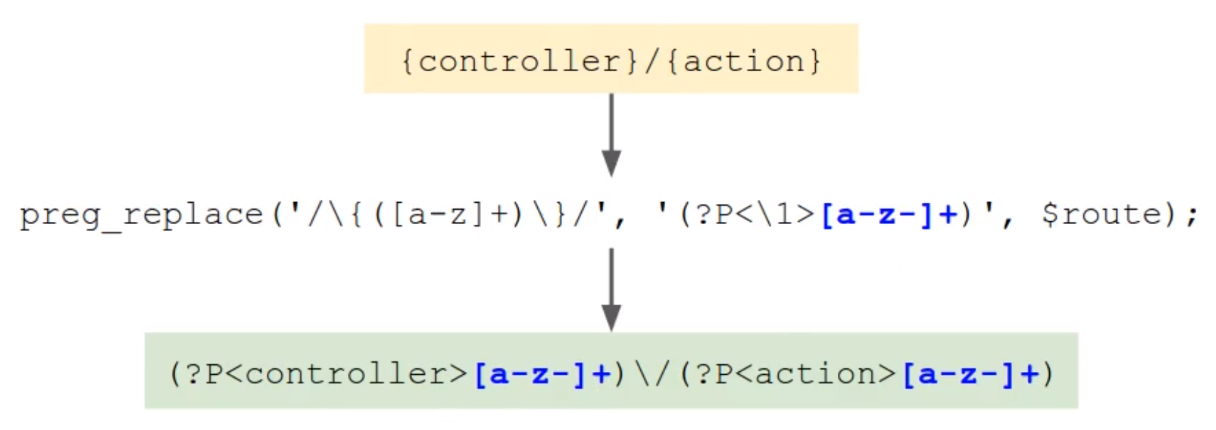 {controller}/{action}
preg_replace('/\{([a-z]+)\}/', '(?P<\1>[a-z-]+)', $route);
(?P<controller>[a-z-]+)\/(?P<action>[a-z-]+)